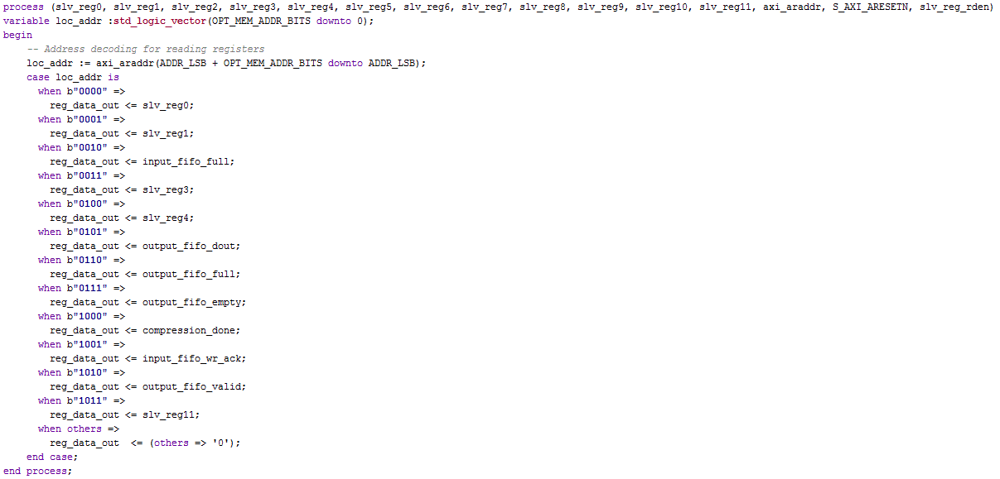 process (slv_reg0, slv_reg1, slv_reg2, slv_reg3, slv_reg4, slv_reg5, slv_reg6, slv_reg7, slv_reg8, slv_reg9, slv_reg10, slv_reg11, axi_araddr, S_AXI_ARESETN, slv_reg_rden)
variable loc_addr :std_logic_vector(OPT_MEM_ADDR_BITS downto 0);
begin
    -- Address decoding for reading registers
    loc_addr := axi_araddr(ADDR_LSB + OPT_MEM_ADDR_BITS downto ADDR_LSB);
    case loc_addr is
      when b"0000" =>
        reg_data_out <= slv_reg0;
      when b"0001" =>
        reg_data_out <= slv_reg1;
      when b"0010" =>
        reg_data_out <= input_fifo_full;
      when b"0011" =>
        reg_data_out <= slv_reg3;
      when b"0100" =>
        reg_data_out <= slv_reg4;
      when b"0101" =>
        reg_data_out <= output_fifo_dout;
      when b"0110" =>
        reg_data_out <= output_fifo_full;
      when b"0111" =>
        reg_data_out <= output_fifo_empty;
      when b"1000" =>
        reg_data_out <= compression_done;
      when b"1001" =>
        reg_data_out <= input_fifo_wr_ack;
      when b"1010" =>
        reg_data_out <= output_fifo_valid;
      when b"1011" =>
        reg_data_out <= slv_reg11;
      when others =>
        reg_data_out  <= (others => '0');
    end case;
end process;